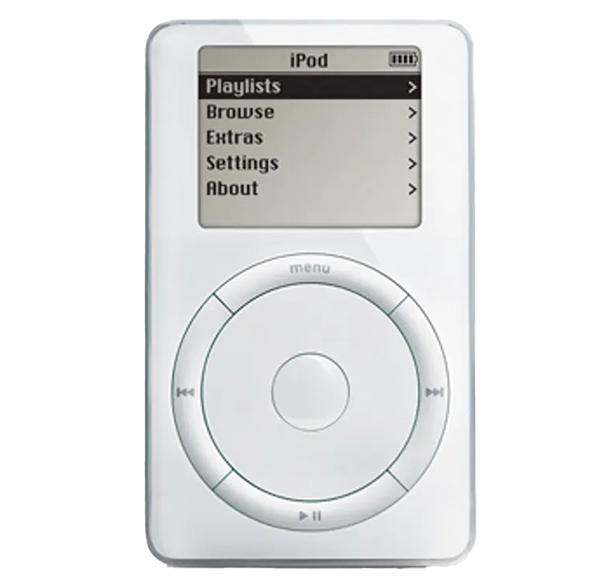 iPod
Playlists >
Browse >
Extras >
Settings >
About >
menu